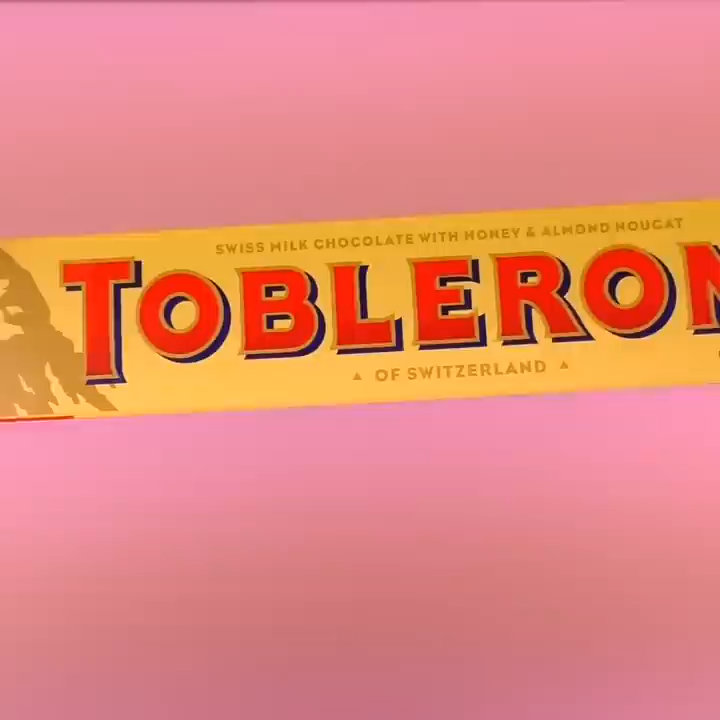 SWISS MILK CHOCOLATE WITH HONEY & ALMOND NOUGAT
TOBLERON
OF SWITZERLAND